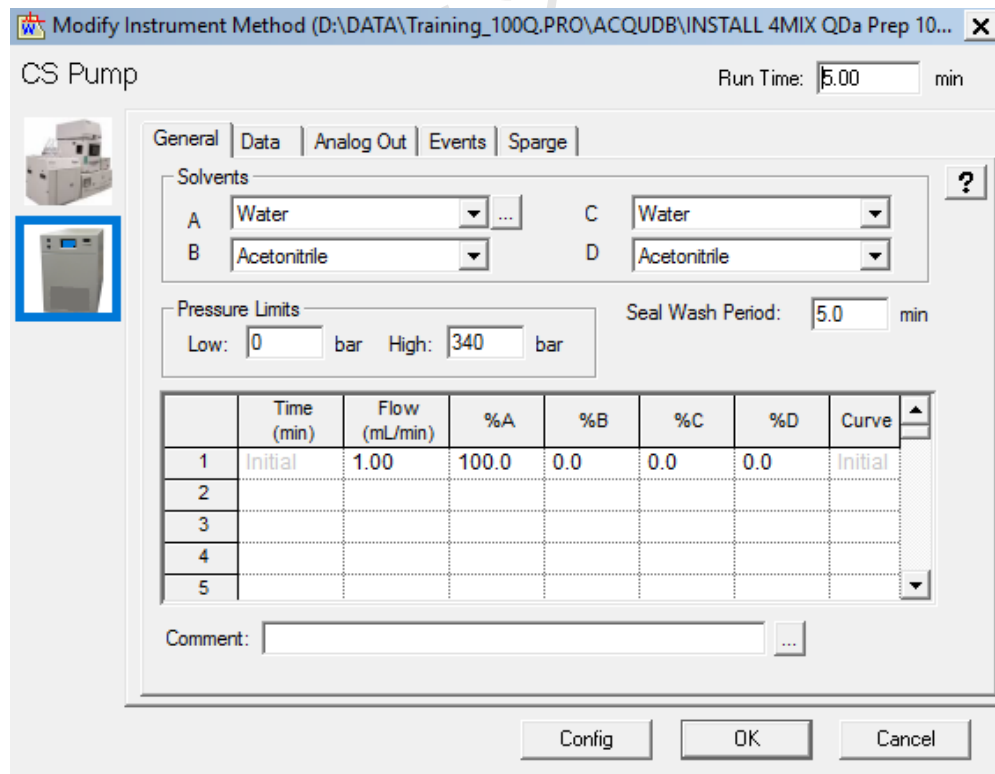 Modify Instrument Method (D:\DATA\Training_100Q.PRO\ACQUDB\INSTALL 4MIX QDa Prep 10... X
CS Pump
Run Time: 5.00 min
General Data Analog Out Events Sparge
Solvents
?
A Water ... C Water
B Acetonitrile D Acetonitrile
Pressure Limits
Seal Wash Period: 5.0 min
Low: 0 bar High: 340 bar
Time (min) Flow (mL/min) %A %B %C %D Curve
1 Initial 1.00 100.0 0.0 0.0 0.0 Initial
2
3
4
5
Comment: ...
Config OK Cancel